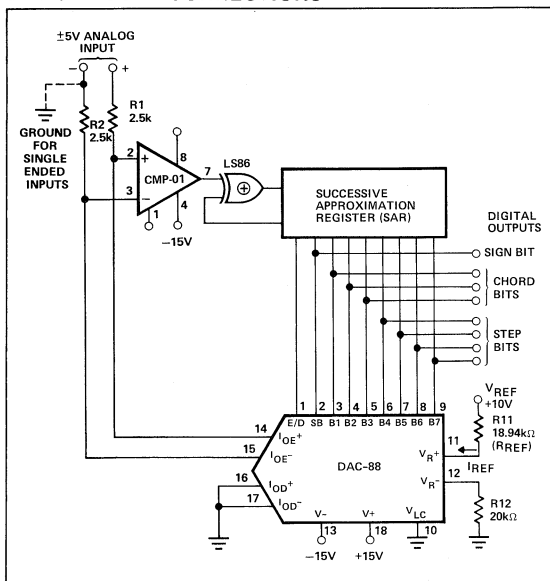 ±5V ANALOG
INPUT
− +
R1
2.5k
R2
2.5k
GROUND
FOR
SINGLE
ENDED
INPUTS
2
+
3
−
CMP-01
8
7
1
4
−15V
LS86
SUCCESSIVE
APPROXIMATION
REGISTER (SAR)
DIGITAL
OUTPUTS
SIGN BIT
CHORD
BITS
STEP
BITS
1 2 3 4 5 6 7 8 9
E/D SB B1 B2 B3 B4 B5 B6 B7
VREF
+10V
R11
18.94kΩ
(RREF)
14
IOE+
15
IOE−
16
IOD+
17
IOD−
DAC-88
11
VR+
IREF
12
VR−
R12
20kΩ
V− V+ VLC
13 18 10
−15V +15V